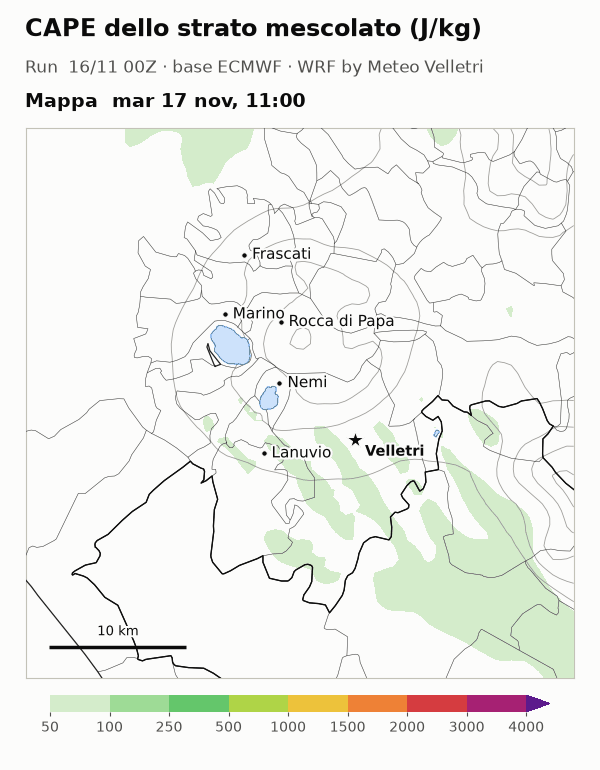 CAPE dello strato mescolato (J/kg)
Run 16/11 00Z · base ECMWF · WRF by Meteo Velletri
Mappa mar 17 nov, 11:00
Frascati
Marino
Rocca di Papa
Nemi
Velletri
Lanuvio
10 km
50 100 250 500 1000 1500 2000 3000 4000